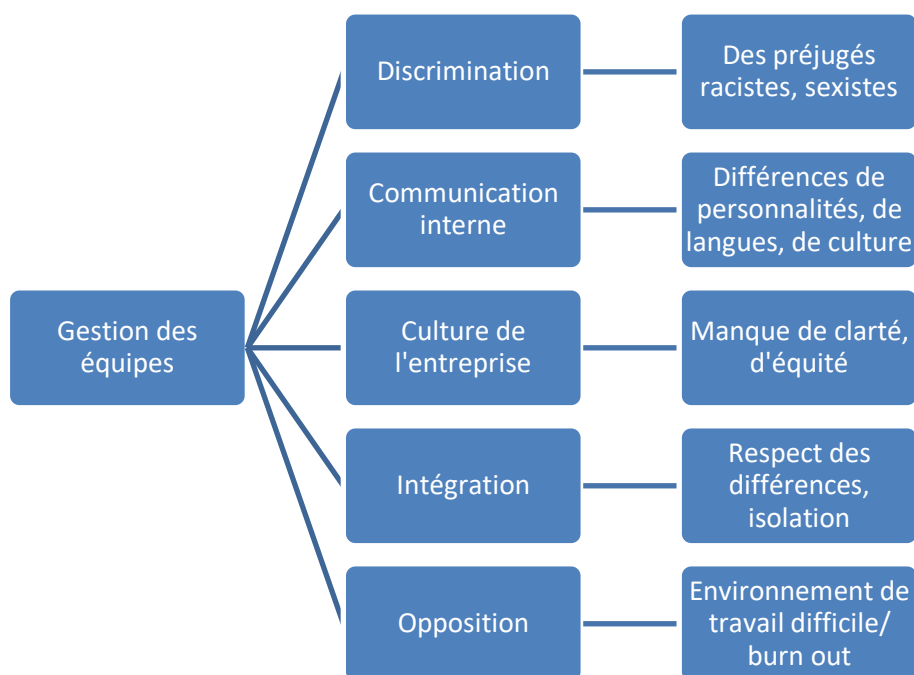 Discrimination
Des préjugés
racistes, sexistes
Communication
interne
Différences de
personnalités, de
langues, de culture
Gestion des
équipes
Culture de
l'entreprise
Manque de clarté,
d'équité
Intégration
Respect des
différences,
isolation
Opposition
Environnement de
travail difficile/
burn out